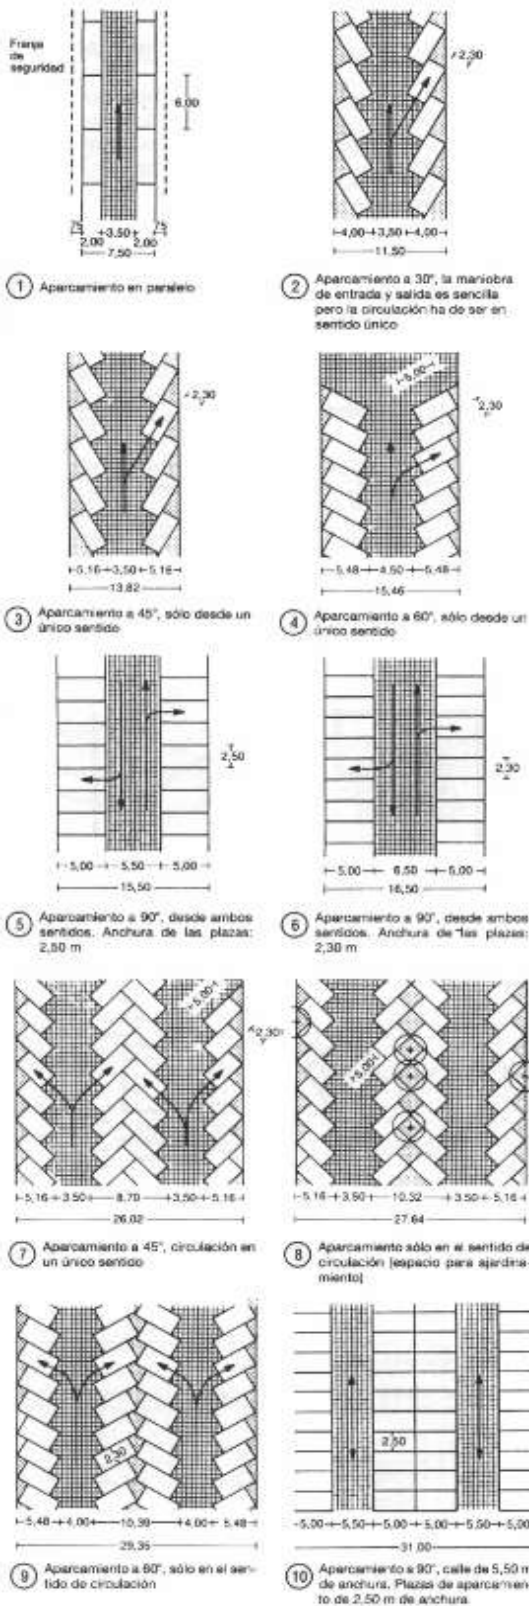 Franja
de
seguridad
6,00
75 +3,50+ 75
2,00 2,00
7,50
1 Aparcamiento en paralelo
2,30
4,00+3,50+4,00
11,50
2 Aparcamiento a 30°, la maniobra
de entrada y salida es sencilla
pero la circulación ha de ser en
sentido único
2,30
5,16+3,50+5,16
13,82
3 Aparcamiento a 45°, sólo desde un
único sentido
5,00
2,30
5,48+4,50+5,48
15,46
4 Aparcamiento a 60°, sólo desde un
único sentido
2,50
5,00+5,50+5,00
15,50
5 Aparcamiento a 90°, desde ambos
sentidos. Anchura de las plazas:
2,50 m
2,30
5,00+6,50+5,00
16,50
6 Aparcamiento a 90°, desde ambos
sentidos. Anchura de las plazas:
2,30 m
5,00
2,30
5,16+3,50+8,70+3,50+5,16
26,02
7 Aparcamiento a 45°, circulación en
un único sentido
5,00
5,16+3,50+10,32+3,50+5,16
27,64
8 Aparcamiento sólo en el sentido de
circulación (espacio para ajardina-
miento)
2,30
5,48+4,00+10,39+4,00+5,48
29,35
9 Aparcamiento a 60°, sólo en el sen-
tido de circulación
2,50
5,00+5,50+5,00+5,00+5,50+5,00
31,00
10 Aparcamiento a 90°, calle de 5,50 m
de anchura. Plazas de aparcamien-
to de 2,50 m de anchura